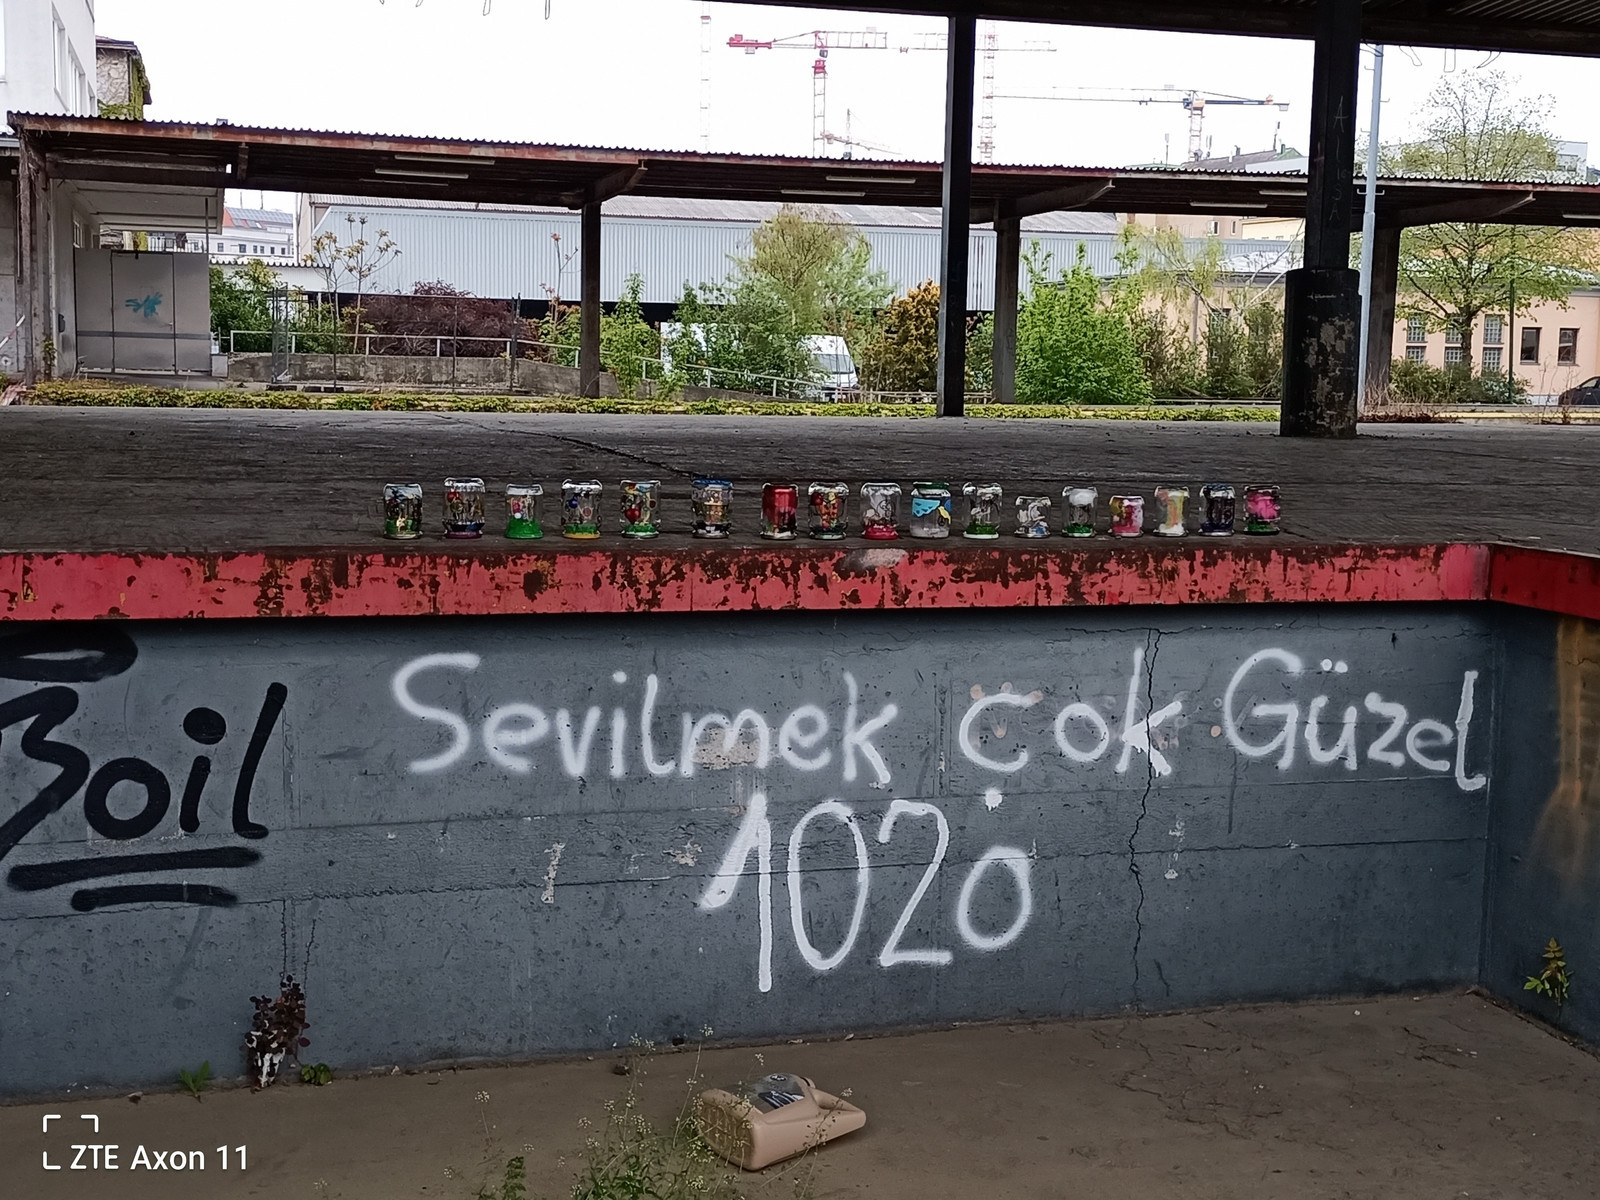 Boil
Sevilmek çok Güzel
1020
ZTE Axon 11